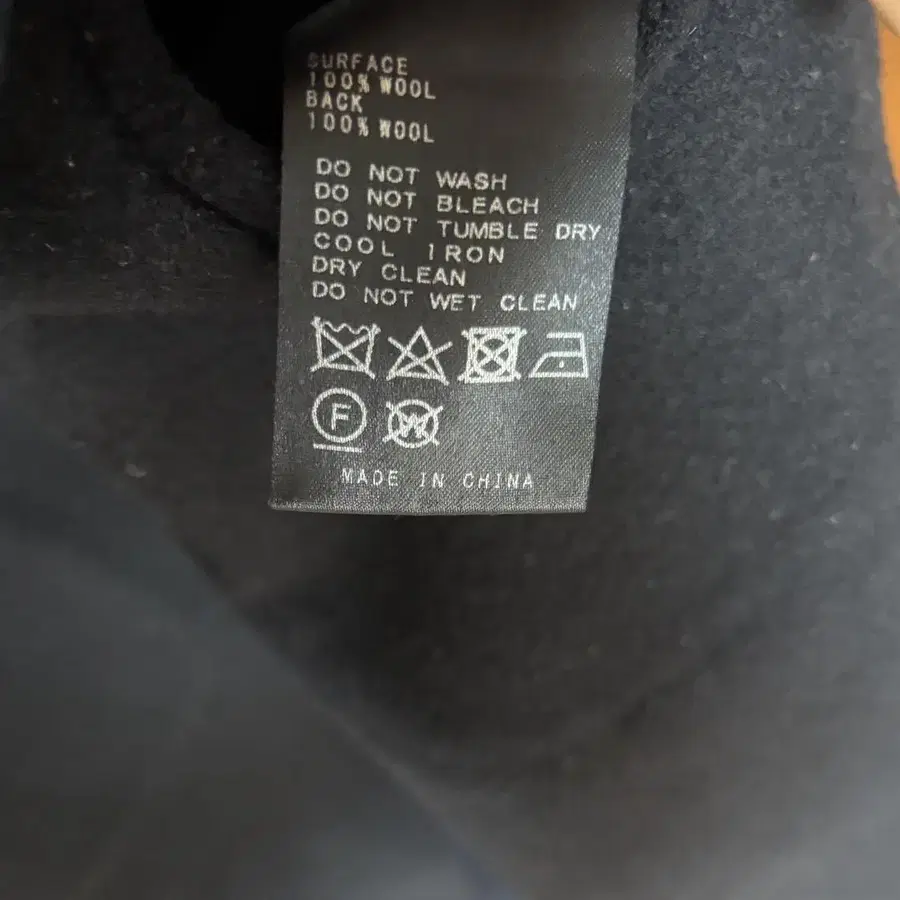 SURFACE
100% WOOL
BACK
100% WOOL
DO NOT WASH
DO NOT BLEACH
DO NOT TUMBLE DRY
COOL IRON
DRY CLEAN
DO NOT WET CLEAN
F W
MADE IN CHINA